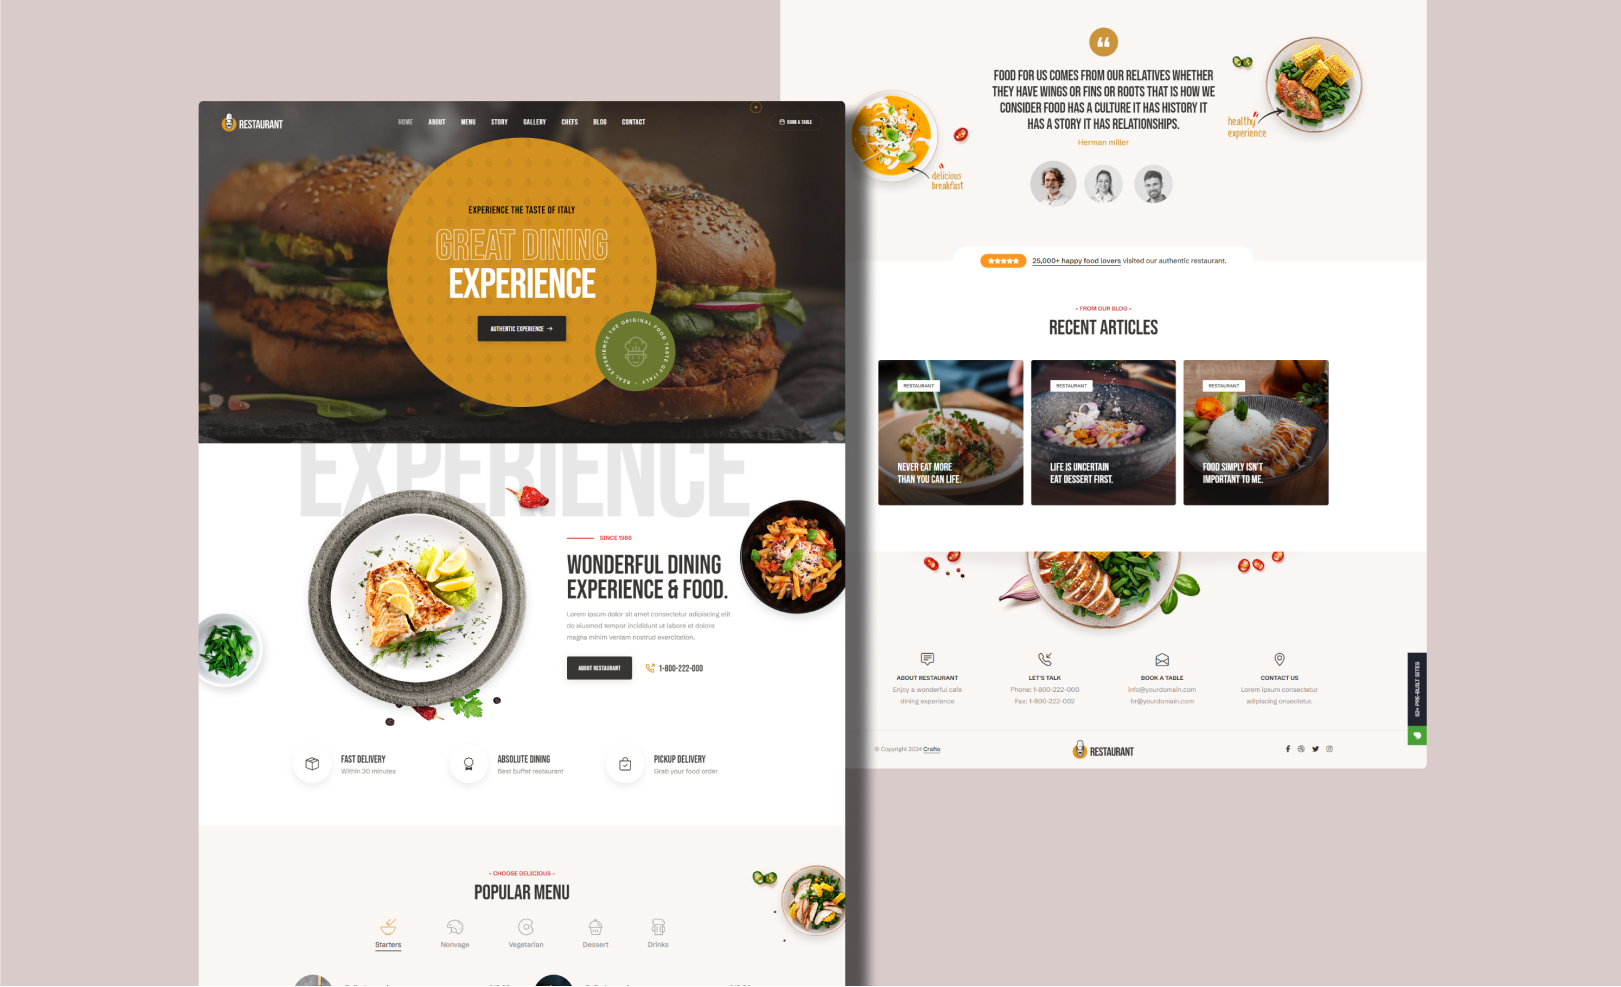 RESTAURANT
HOME ABOUT MENU STORY GALLERY CHEFS BLOG CONTACT
BOOK A TABLE
EXPERIENCE THE TASTE OF ITALY
GREAT DINING
EXPERIENCE
AUTHENTIC EXPERIENCE
REAL EXPERIENCE THE ORIGINAL FOOD TASTE OF ITALY
EXPERIENCE
SINCE 1988
WONDERFUL DINING
EXPERIENCE & FOOD.
Lorem ipsum dolor sit amet consectetur adipiscing elit
do eiusmod tempor incididunt ut labore et dolore
magna minim veniam nostrud exercitation.
ABOUT RESTAURANT
1-800-222-000
FAST DELIVERY
Within 30 minutes
ABSOLUTE DINING
Best buffet restaurant
PICKUP DELIVERY
Grab your food order
• CHOOSE DELICIOUS •
POPULAR MENU
Starters Nonvage Vegetarian Dessert Drinks
FOOD FOR US COMES FROM OUR RELATIVES WHETHER
THEY HAVE WINGS OR FINS OR ROOTS THAT IS HOW WE
CONSIDER FOOD HAS A CULTURE IT HAS HISTORY IT
HAS A STORY IT HAS RELATIONSHIPS.
Herman miller
delicious
breakfast
healthy
experience
25,000+ happy food lovers visited our authentic restaurant.
• FROM OUR BLOG •
RECENT ARTICLES
RESTAURANT
NEVER EAT MORE
THAN YOU CAN LIFE.
RESTAURANT
LIFE IS UNCERTAIN
EAT DESSERT FIRST.
RESTAURANT
FOOD SIMPLY ISN'T
IMPORTANT TO ME.
ABOUT RESTAURANT
Enjoy a wonderful cafe
dining experience
LET'S TALK
Phone: 1-800-222-000
Fax: 1-800-222-002
BOOK A TABLE
info@yourdomain.com
hr@yourdomain.com
CONTACT US
Lorem ipsum consectetur
adipiscing onsectetur.
52+ PRE-BUILT SITES
© Copyright 2024 Crafto
RESTAURANT